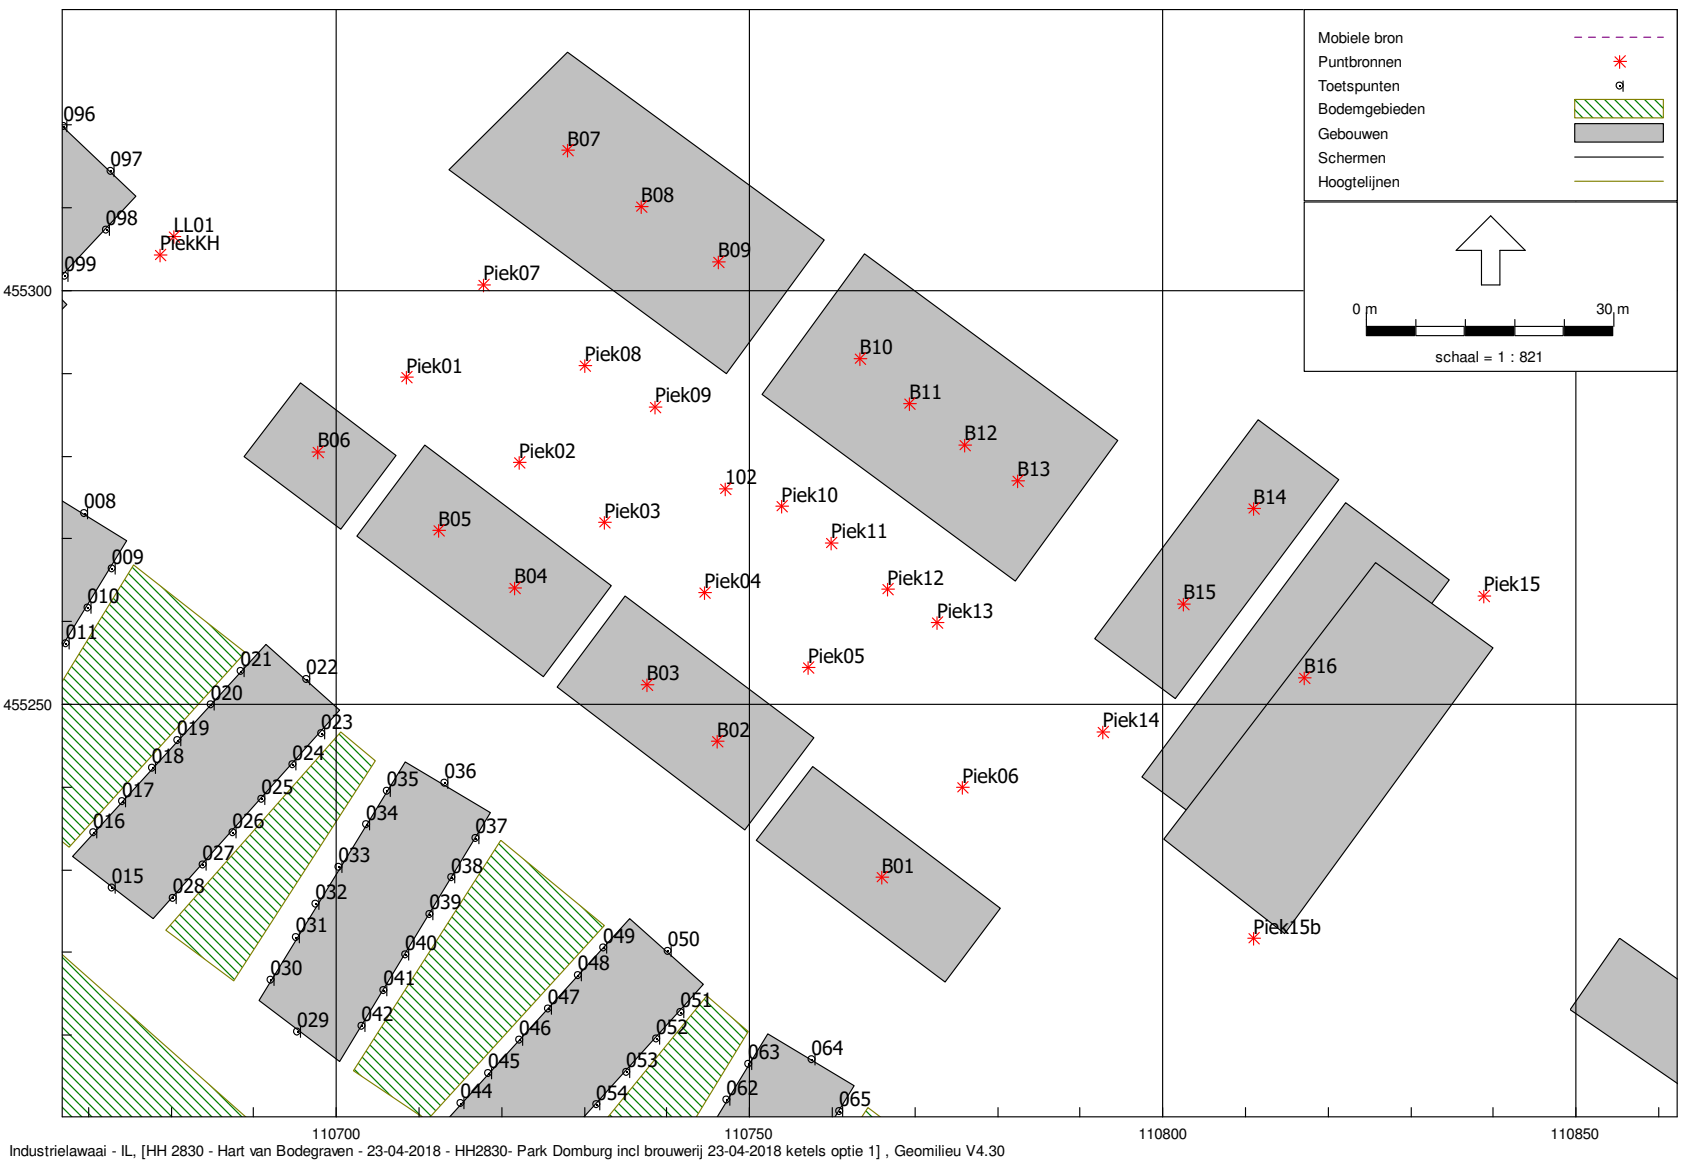 Mobiele bron
Puntbronnen
Toetspunten
Bodemgebieden
Gebouwen
Schermen
Hoogtelijnen
0 m 30 m
schaal = 1 : 821
096
097
098
099
LL01
PiekKH
B07
B08
B09
Piek07
455300
Piek01
Piek08
Piek09
B10
B11
B12
B13
B06
Piek02
102
Piek10
Piek03
Piek11
B05
B04
Piek04
Piek12
Piek13
B14
B15
Piek15
008
009
010
011
021
022
020
019
023
018
024
017
025
016
026
027
015
028
B03
Piek05
B16
455250
B02
Piek14
Piek06
035
036
034
037
033
038
032
039
031
040
030
041
029
042
B01
Piek15b
049
050
048
047
051
046
052
045
053
044
054
063
064
062
065
110700
110750
110800
110850
Industrielawaai - IL, [HH 2830 - Hart van Bodegraven - 23-04-2018 - HH2830- Park Domburg incl brouwerij 23-04-2018 ketels optie 1] , Geomilieu V4.30